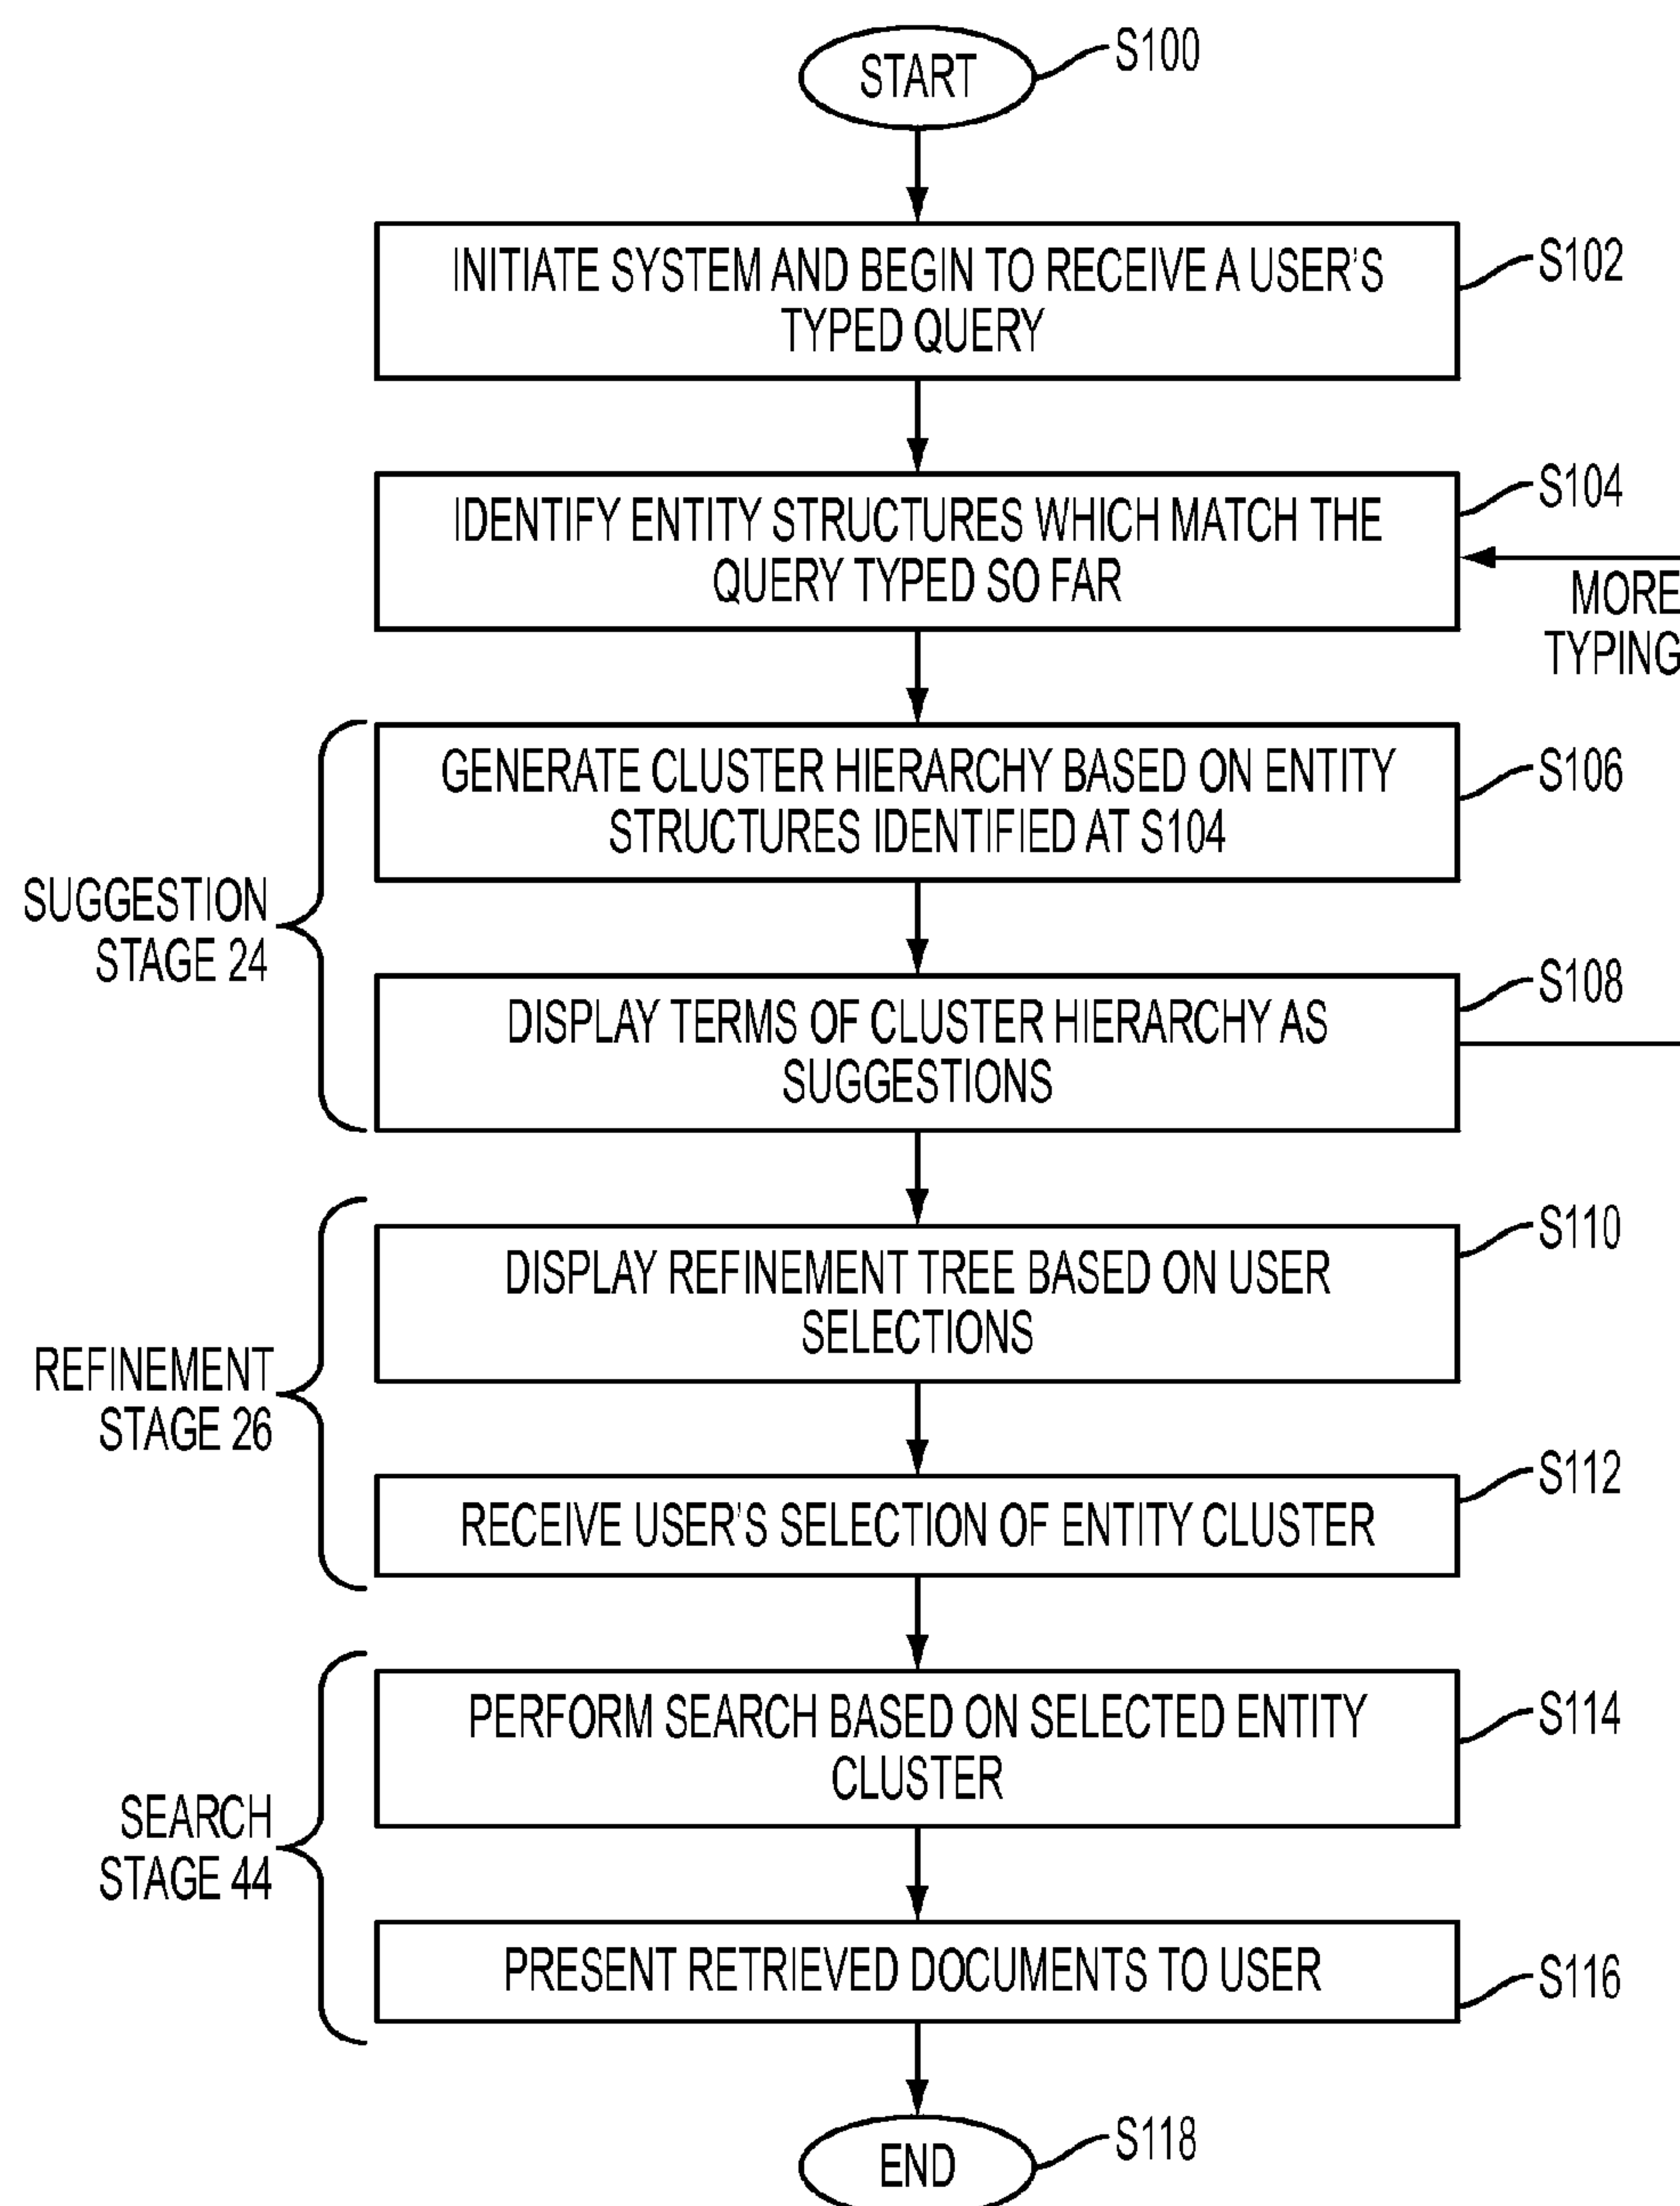 START
S100
INITIATE SYSTEM AND BEGIN TO RECEIVE A USER'S
TYPED QUERY
S102
IDENTIFY ENTITY STRUCTURES WHICH MATCH THE
QUERY TYPED SO FAR
S104
MORE
TYPING
SUGGESTION
STAGE 24
GENERATE CLUSTER HIERARCHY BASED ON ENTITY
STRUCTURES IDENTIFIED AT S104
S106
DISPLAY TERMS OF CLUSTER HIERARCHY AS
SUGGESTIONS
S108
REFINEMENT
STAGE 26
DISPLAY REFINEMENT TREE BASED ON USER
SELECTIONS
S110
RECEIVE USER'S SELECTION OF ENTITY CLUSTER
S112
SEARCH
STAGE 44
PERFORM SEARCH BASED ON SELECTED ENTITY
CLUSTER
S114
PRESENT RETRIEVED DOCUMENTS TO USER
S116
END
S118